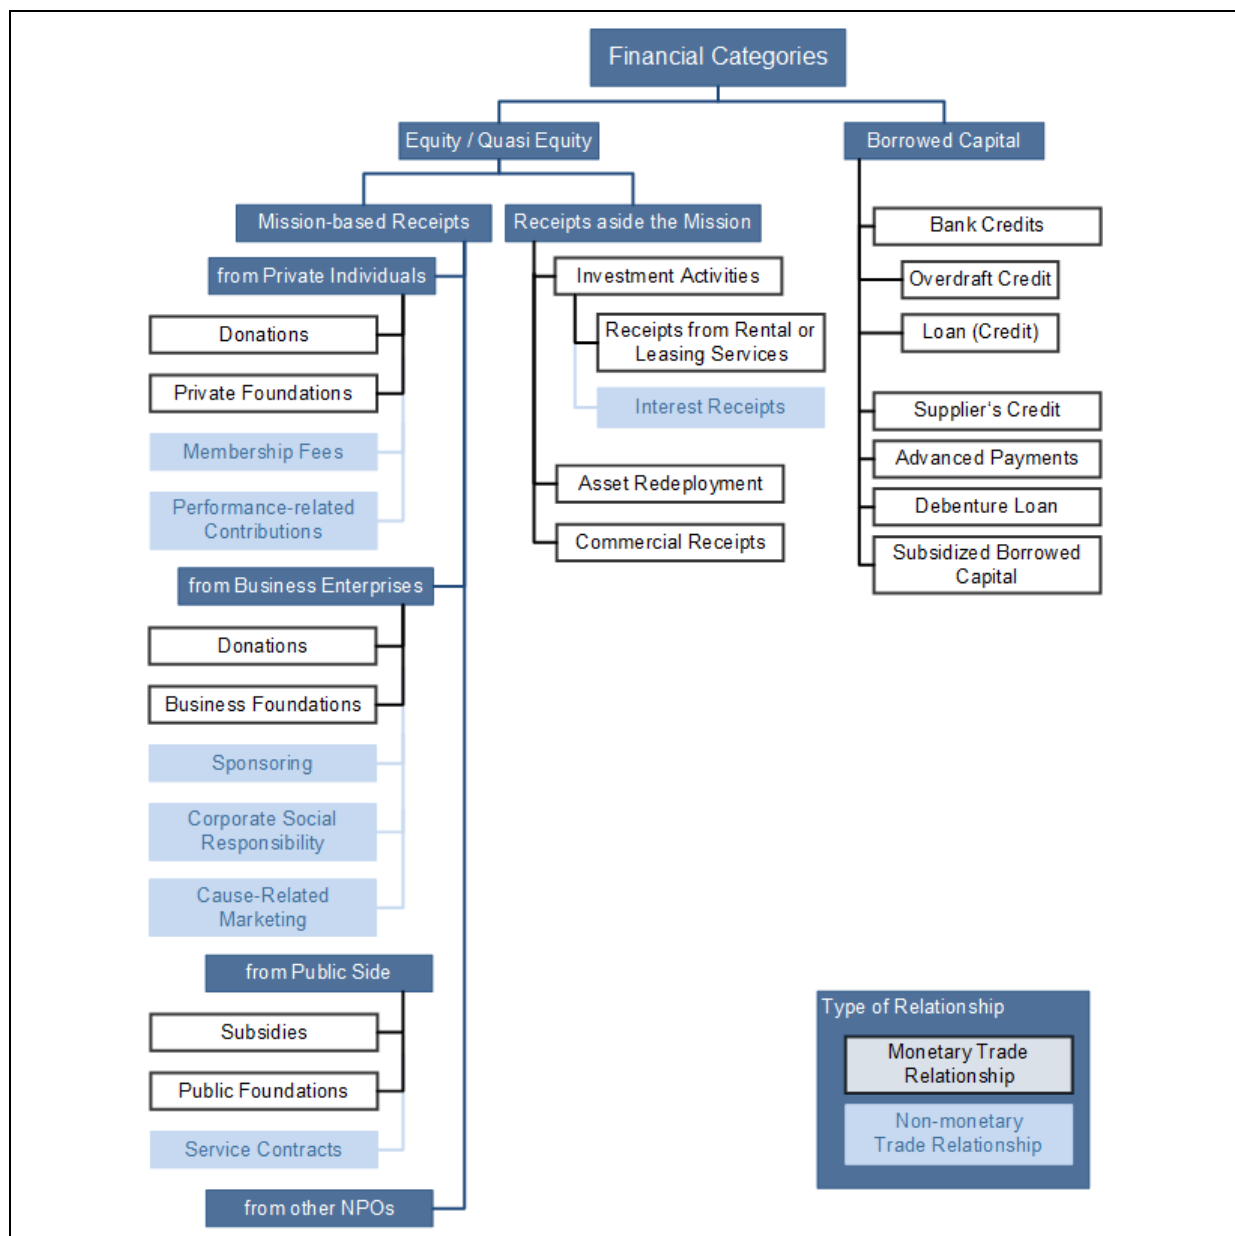 Financial Categories
Equity / Quasi Equity
Borrowed Capital
Mission-based Receipts
from Private Individuals
Donations
Private Foundations
Membership Fees
Performance-related
Contributions
from Business Enterprises
Donations
Business Foundations
Sponsoring
Corporate Social
Responsibility
Cause-Related
Marketing
from Public Side
Subsidies
Public Foundations
Service Contracts
from other NPOs
Receipts aside the Mission
Investment Activities
Receipts from Rental or
Leasing Services
Interest Receipts
Asset Redeployment
Commercial Receipts
Bank Credits
Overdraft Credit
Loan (Credit)
Supplier‘s Credit
Advanced Payments
Debenture Loan
Subsidized Borrowed
Capital
Type of Relationship
Monetary Trade
Relationship
Non-monetary
Trade Relationship